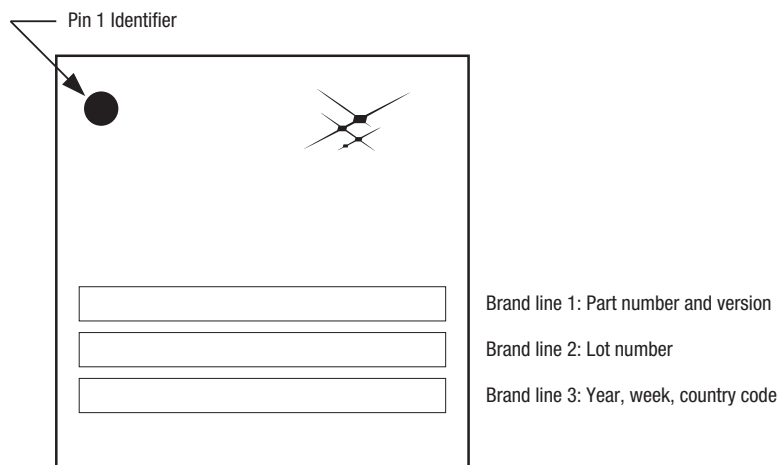 Pin 1 Identifier
Brand line 1: Part number and version
Brand line 2: Lot number
Brand line 3: Year, week, country code